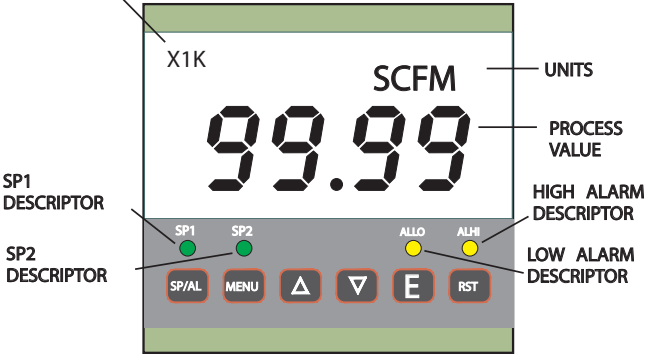 X1K
SCFM
UNITS
99.99
PROCESS
VALUE
SP1
DESCRIPTOR
HIGH ALARM
DESCRIPTOR
SP1 SP2 ALLO ALHI
SP2
DESCRIPTOR
LOW ALARM
DESCRIPTOR
SP/AL MENU △ ▽ E RST